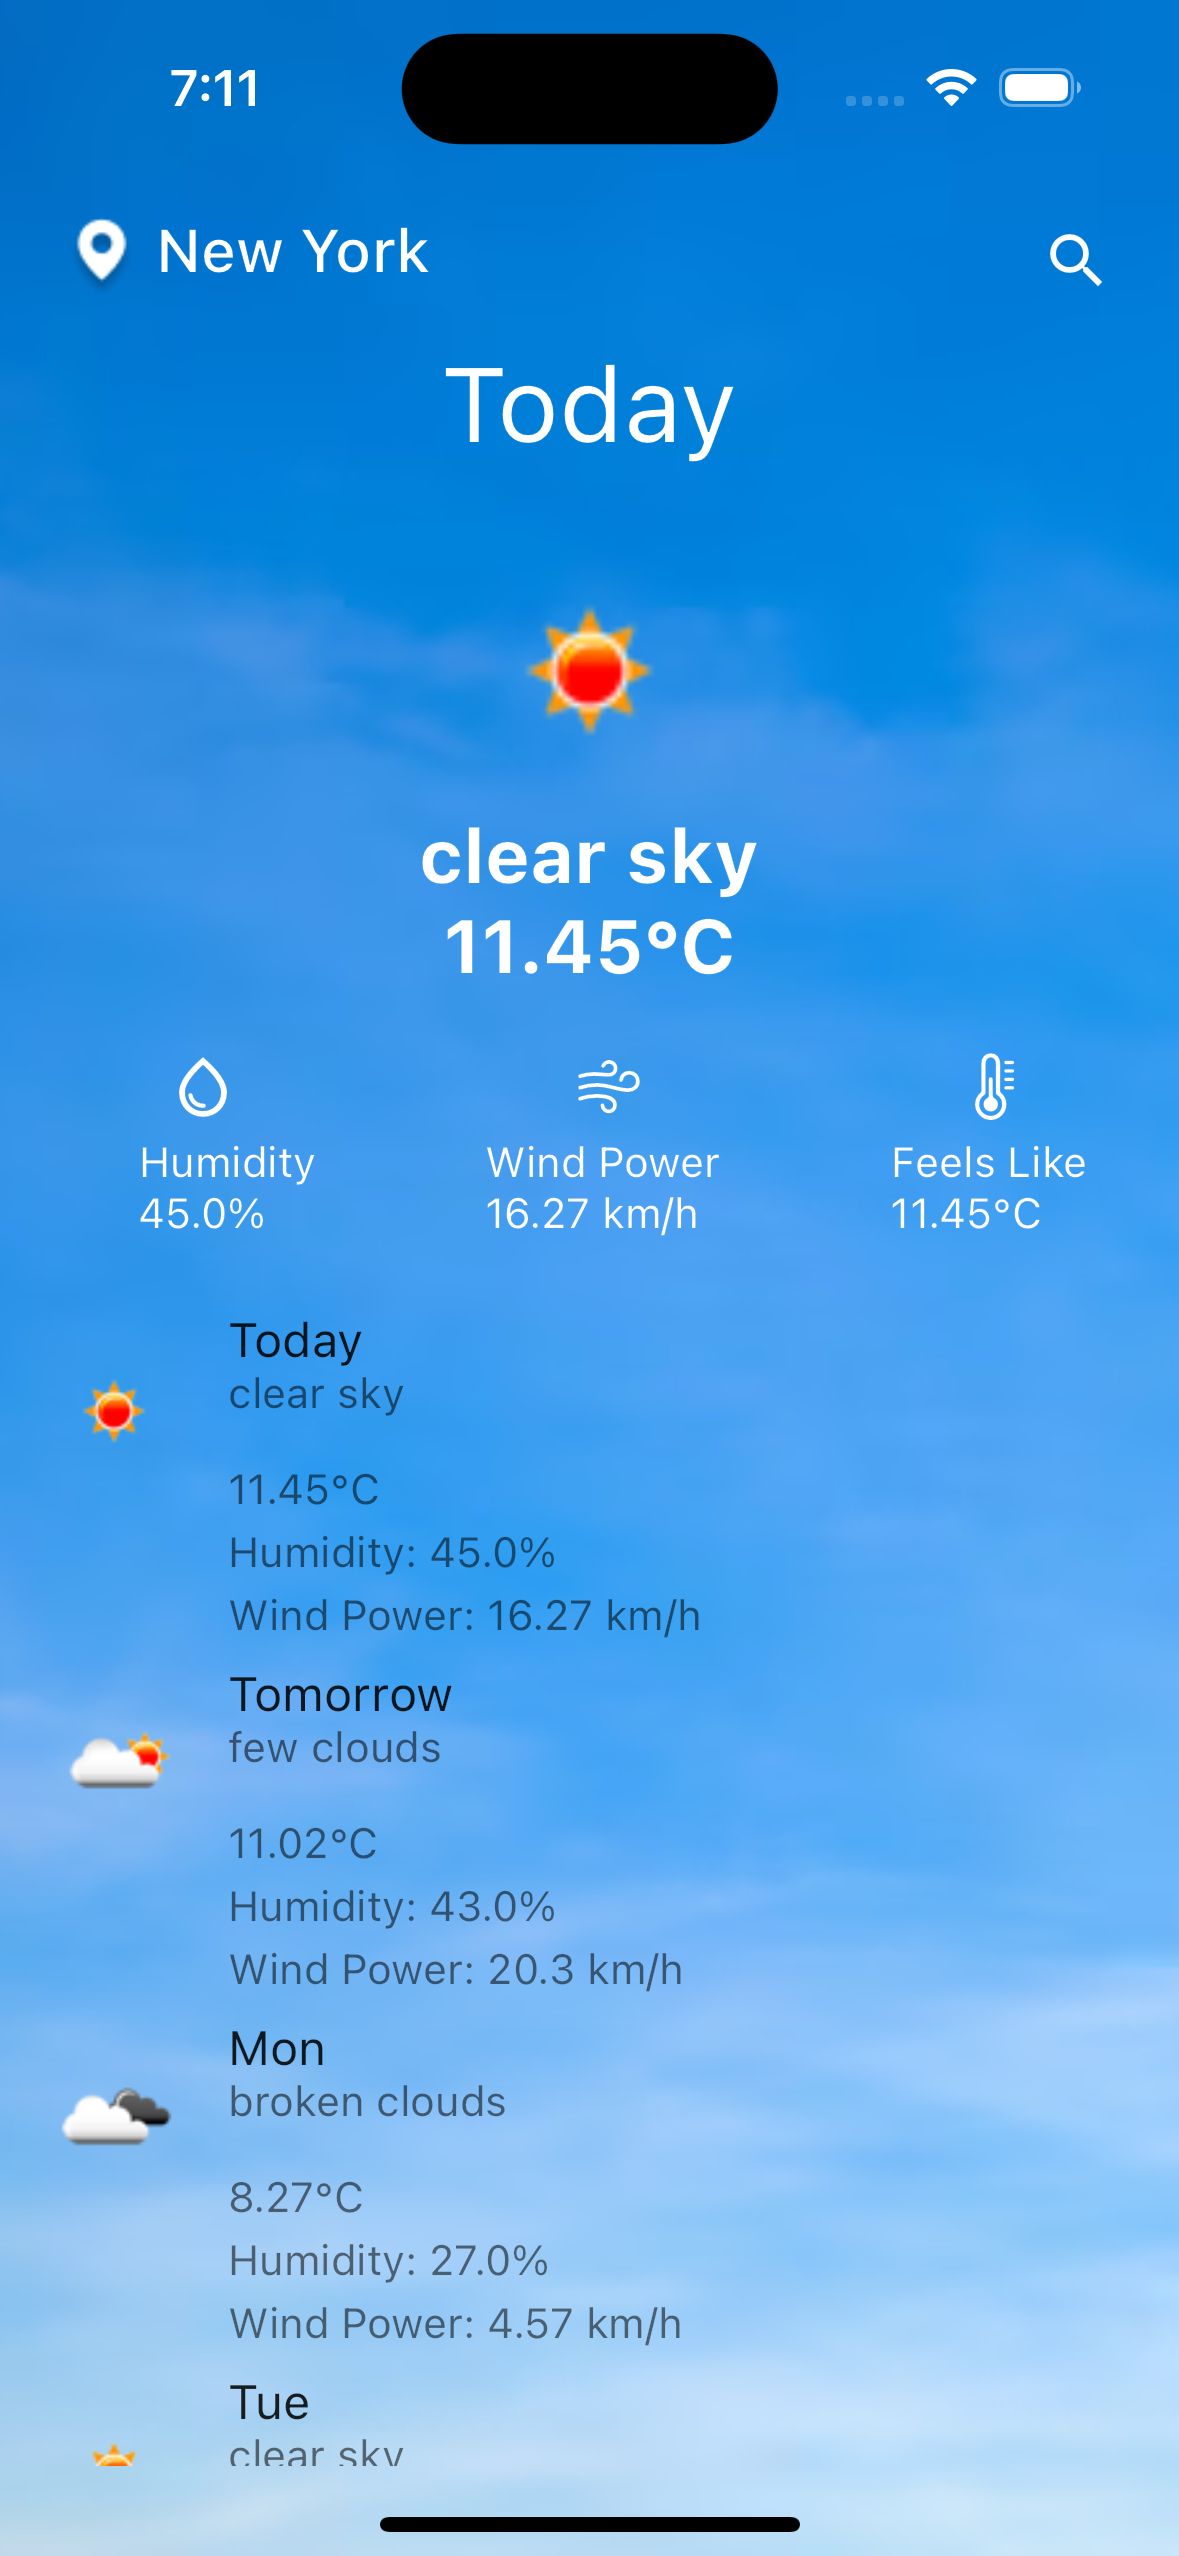 7:11
New York
Today
clear sky
11.45°C
Humidity
45.0%
Wind Power
16.27 km/h
Feels Like
11.45°C
Today
clear sky
11.45°C
Humidity: 45.0%
Wind Power: 16.27 km/h
Tomorrow
few clouds
11.02°C
Humidity: 43.0%
Wind Power: 20.3 km/h
Mon
broken clouds
8.27°C
Humidity: 27.0%
Wind Power: 4.57 km/h
Tue
clear sky